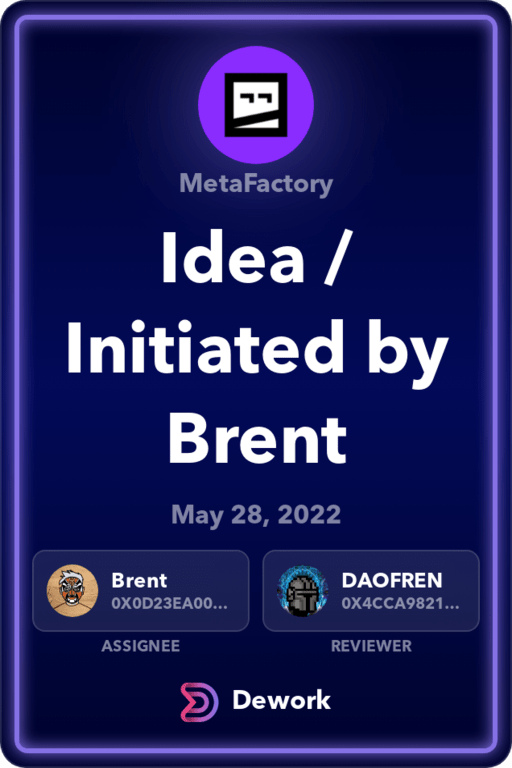 MetaFactory
Idea /
Initiated by
Brent
May 28, 2022
Brent
0X0D23EA00...
ASSIGNEE
DAOFREN
0X4CCA9821...
REVIEWER
Dework